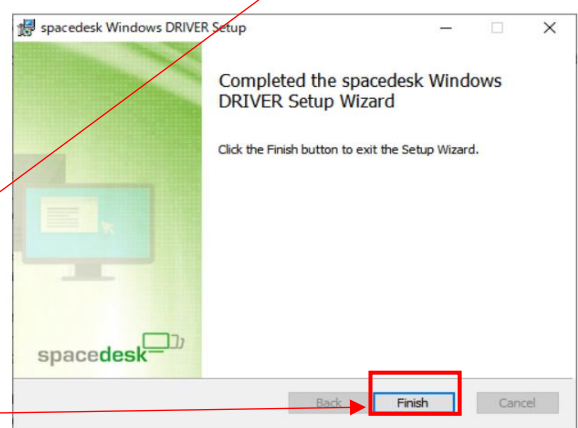 spacedesk Windows DRIVER Setup
Completed the spacedesk Windows
DRIVER Setup Wizard
Click the Finish button to exit the Setup Wizard.
spacedesk
Back Finish Cancel